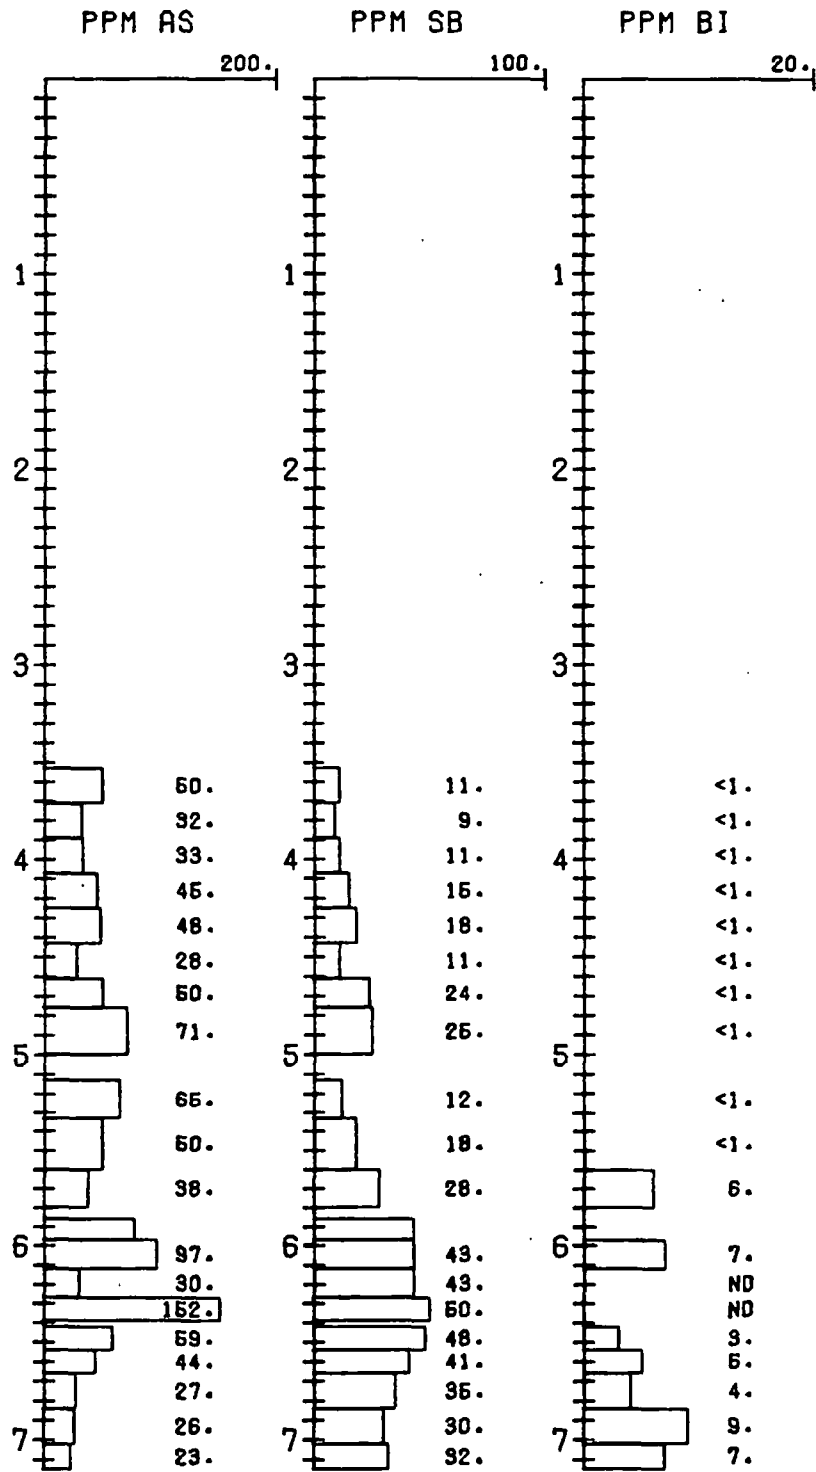 PPM AS PPM SB PPM BI
200. 100. 20.
1 1 1
2 2 2
3 3 3
50. 11. <1.
32. 9. <1.
4 33. 4 11. 4 <1.
45. 15. <1.
48. 18. <1.
28. 11. <1.
50. 24. <1.
71. 25. <1.
5 5 5
65. 12. <1.
50. 18. <1.
38. 28. 6.
6 97. 6 43. 6 7.
30. 43. ND
152. 50. ND
59. 48. 3.
44. 41. 5.
27. 35. 4.
26. 30. 9.
7 7 7
23. 32. 7.